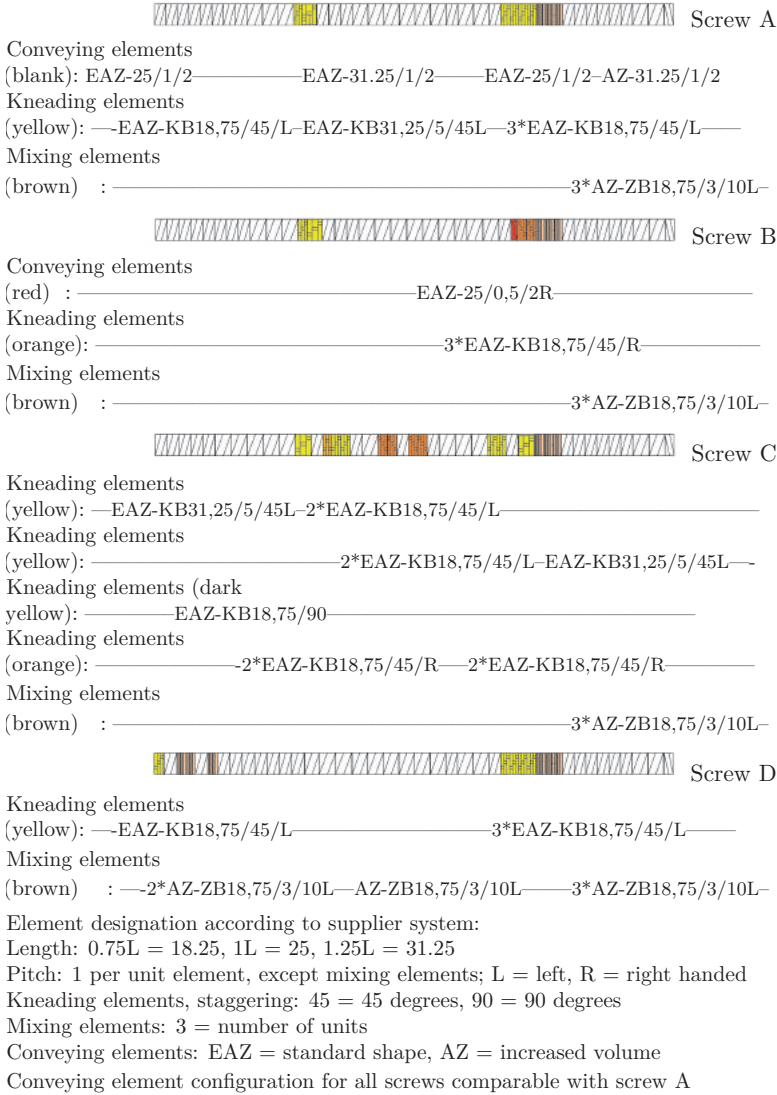 Screw A
Conveying elements
(blank): EAZ-25/1/2—————EAZ-31.25/1/2———EAZ-25/1/2–AZ-31.25/1/2
Kneading elements
(yellow): —-EAZ-KB18,75/45/L–EAZ-KB31,25/5/45L—3*EAZ-KB18,75/45/L——
Mixing elements
(brown) : ——————————————————————3*AZ-ZB18,75/3/10L–
Screw B
Conveying elements
(red) : ————————————————EAZ-25/0,5/2R—————————
Kneading elements
(orange): ————————————————3*EAZ-KB18,75/45/R—————
Mixing elements
(brown) : ——————————————————————3*AZ-ZB18,75/3/10L–
Screw C
Kneading elements
(yellow): —EAZ-KB31,25/5/45L–2*EAZ-KB18,75/45/L————————————
Kneading elements
(yellow): ————————————2*EAZ-KB18,75/45/L–EAZ-KB31,25/5/45L—-
Kneading elements (dark
yellow): ————EAZ-KB18,75/90—————————————————
Kneading elements
(orange): ———————-2*EAZ-KB18,75/45/R—–2*EAZ-KB18,75/45/R————
Mixing elements
(brown) : ——————————————————————3*AZ-ZB18,75/3/10L–
Screw D
Kneading elements
(yellow): —-EAZ-KB18,75/45/L—————————3*EAZ-KB18,75/45/L——
Mixing elements
(brown) : —-2*AZ-ZB18,75/3/10L—AZ-ZB18,75/3/10L———3*AZ-ZB18,75/3/10L–
Element designation according to supplier system:
Length: 0.75L = 18.25, 1L = 25, 1.25L = 31.25
Pitch: 1 per unit element, except mixing elements; L = left, R = right handed
Kneading elements, staggering: 45 = 45 degrees, 90 = 90 degrees
Mixing elements: 3 = number of units
Conveying elements: EAZ = standard shape, AZ = increased volume
Conveying element configuration for all screws comparable with screw A